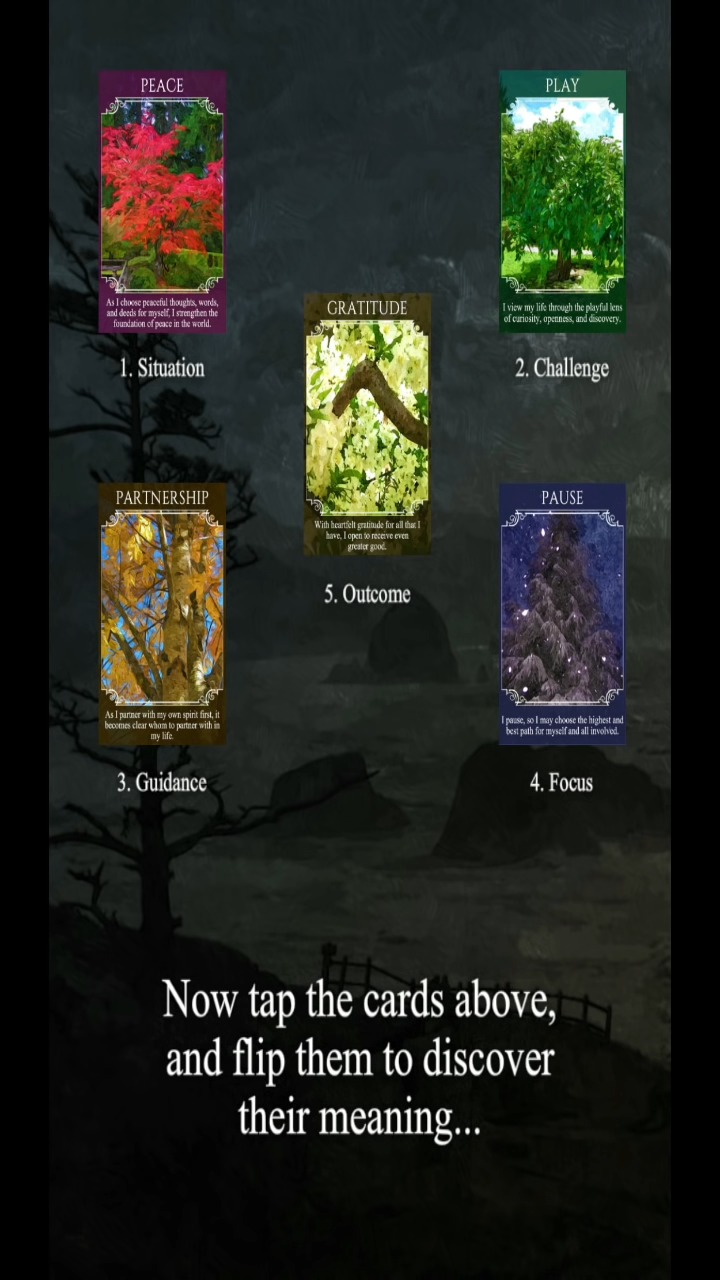 PEACE
As I choose peaceful thoughts, words,
and deeds for myself, I strengthen the
foundation of peace in the world.
1. Situation
PLAY
I view my life through the playful lens
of curiosity, openness, and discovery.
2. Challenge
GRATITUDE
With heartfelt gratitude for all that I
have, I open to receive even
greater good.
5. Outcome
PARTNERSHIP
As I partner with my own spirit first, it
becomes clear whom to partner with in
my life.
3. Guidance
PAUSE
I pause, so I may choose the highest and
best path for myself and all involved.
4. Focus
Now tap the cards above,
and flip them to discover
their meaning...